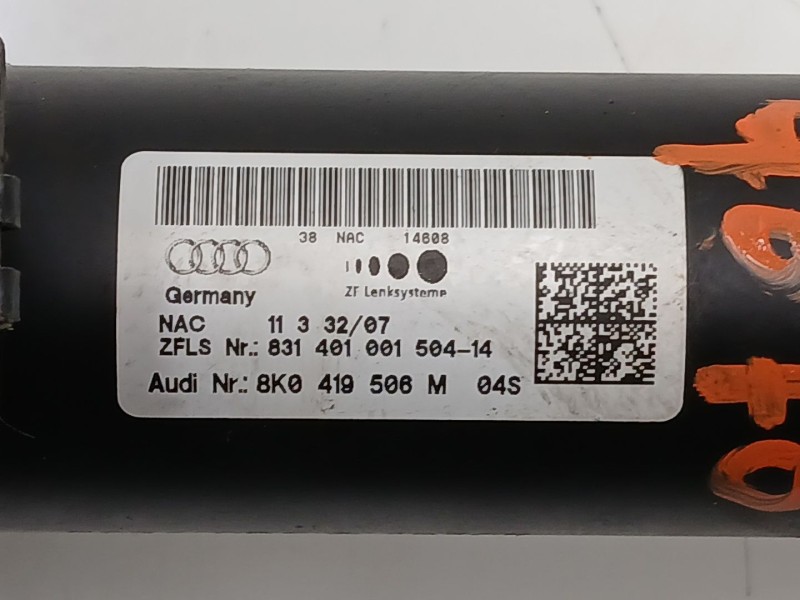 38 NAC 14608
ZF Lenksysteme
Germany
NAC 11 3 32/07
ZFLS Nr.: 831 401 001 504-14
Audi Nr.: 8K0 419 506 M 04S